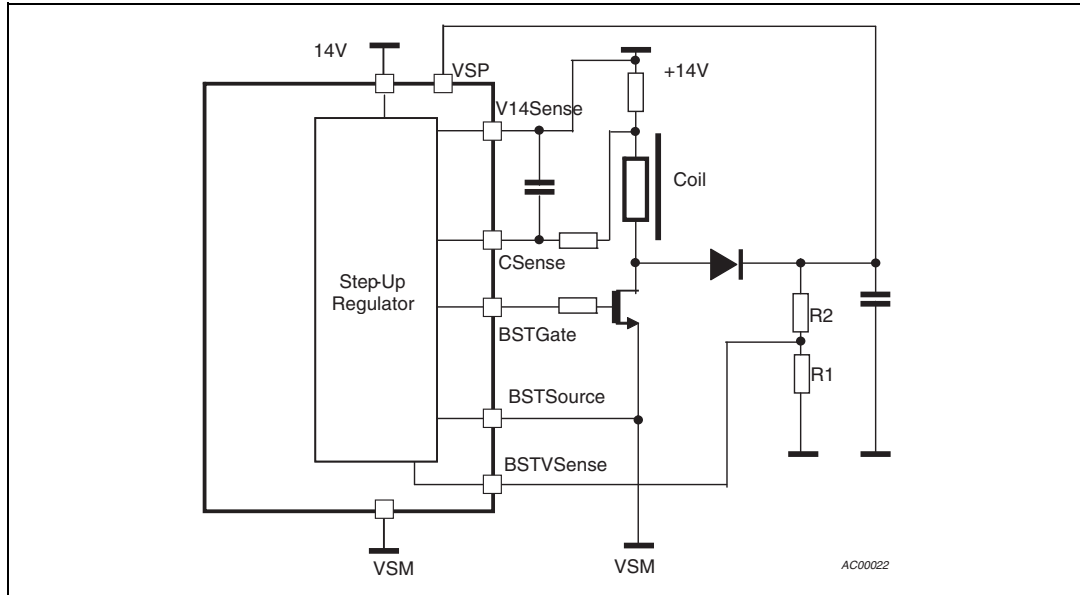 14V
VSP
+14V
V14Sense
Coil
CSense
Step-Up
Regulator
BSTGate
R2
R1
BSTSource
BSTVSense
VSM
VSM
AC00022